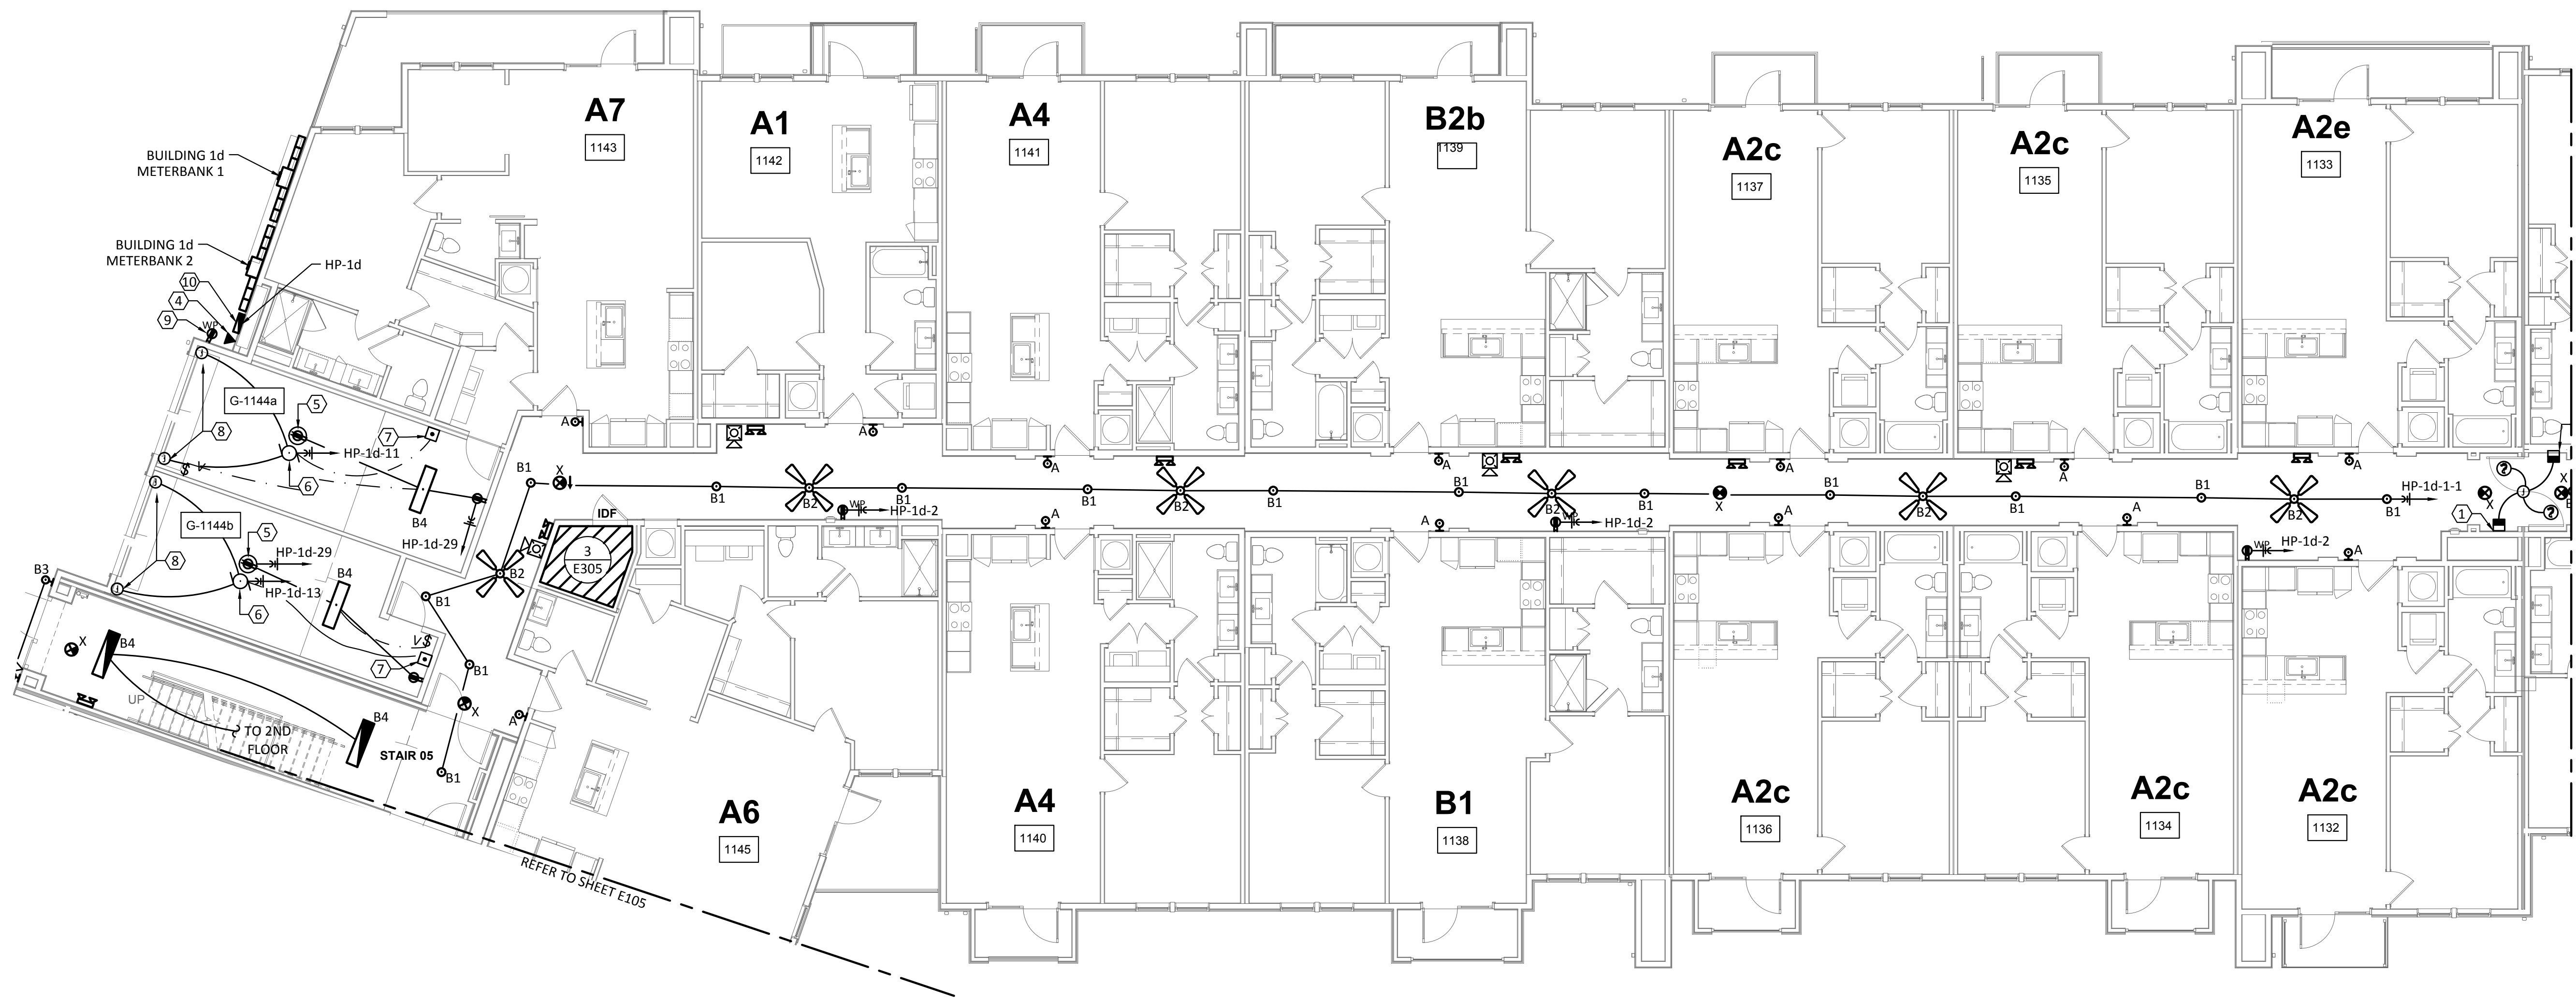 A7
1143
A1
1142
A4
1141
B2b
1139
A2c
1137
A2c
1135
A2e
1133
BUILDING 1d
METERBANK 1
BUILDING 1d
METERBANK 2
HP-1d
10
4
9
WP
J
G-1144a
5
7
8
HP-1d-11
6
J
$
B4
J
G-1144b
5
HP-1d-29
HP-1d-29
8
J
HP-1d-13
6
B4
$
7
B3
X
B4
UP
TO 2ND
FLOOR
B4
STAIR 05
A
A
A
A
A
A
A
B1
X
B1
B2
B1
B1
B2
B1
B1
B2
B1
X
B1
B2
B1
B2
B1
HP-1d-1-1
X
X
?
?
1
IDF
3
E305
WP
HP-1d-2
A
A
WP
HP-1d-2
A
A
WP
HP-1d-2
A
B2
B1
B1
X
A
B1
A6
1145
A4
1140
B1
1138
A2c
1136
A2c
1134
A2c
1132
REFER TO SHEET E105